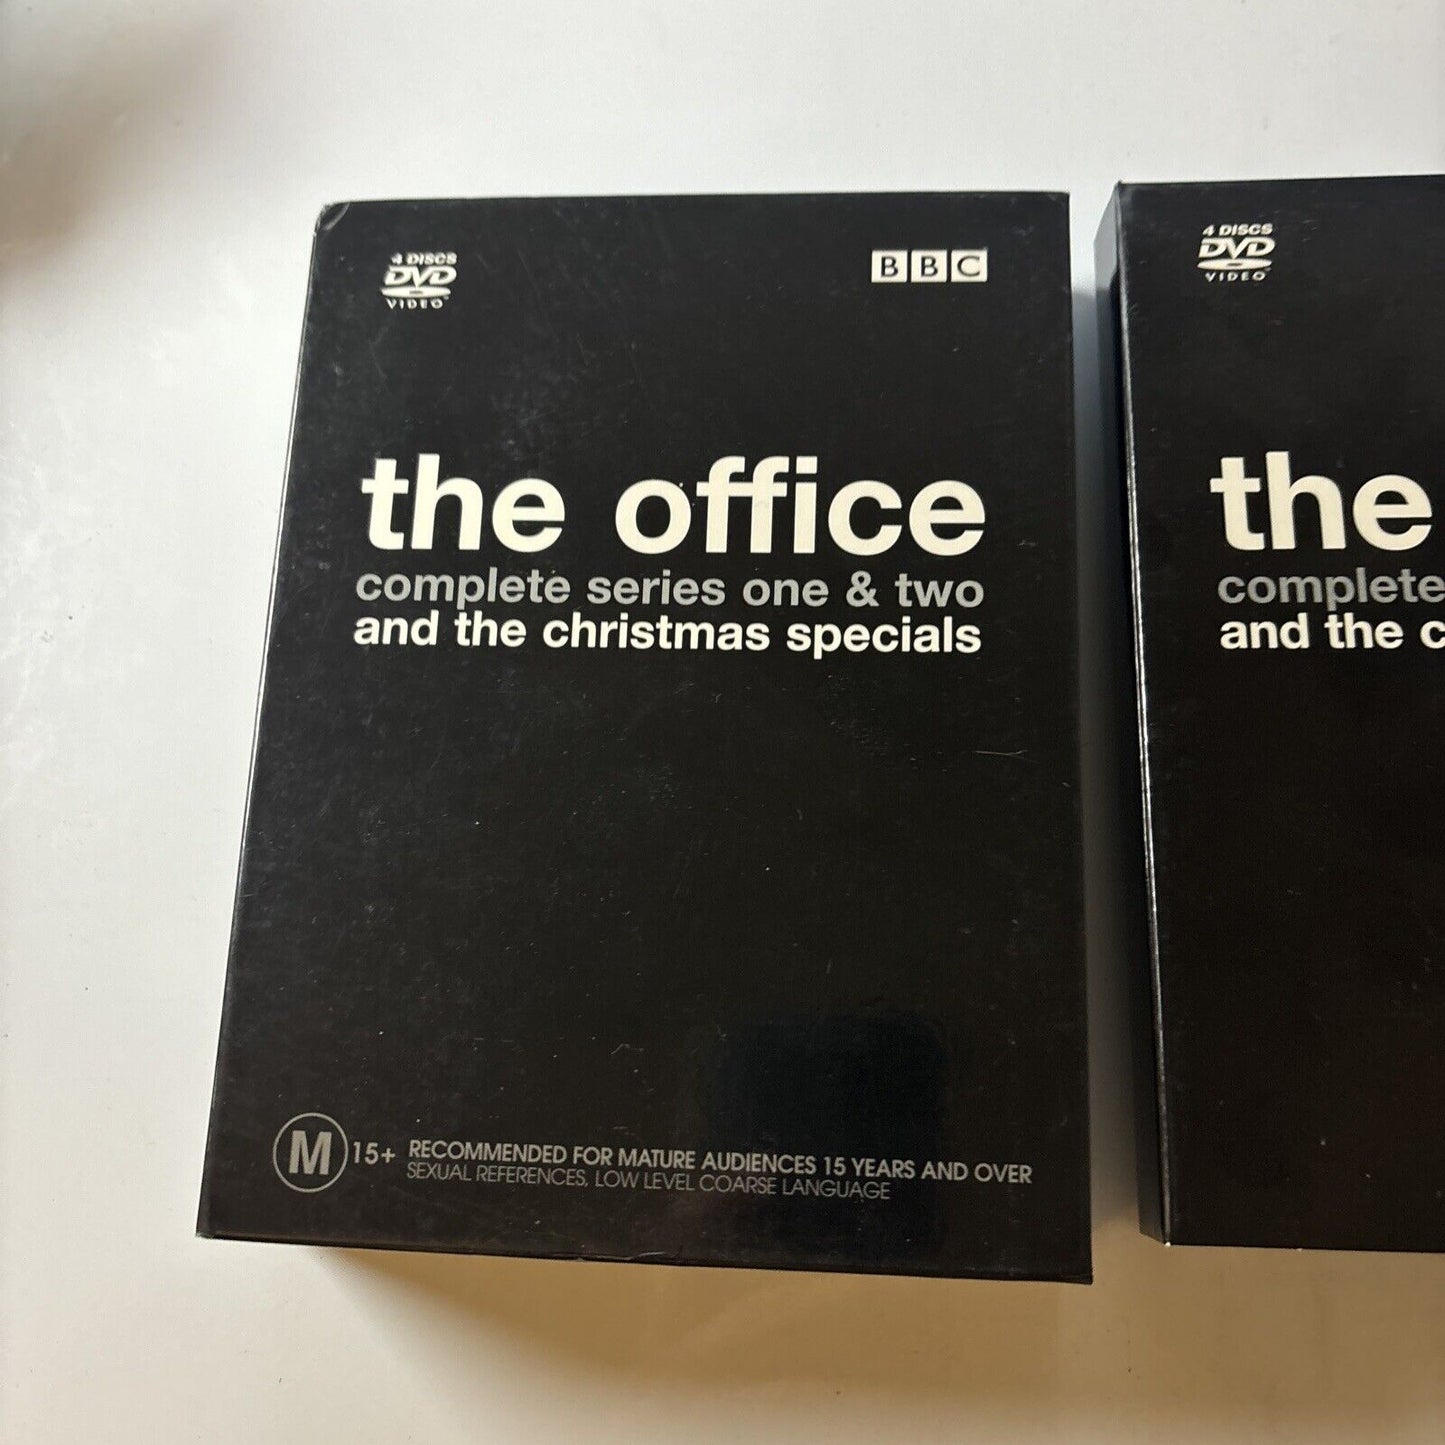 4 DISCS
DVD
VIDEO
BBC
the office
complete series one & two
and the christmas specials
M 15+ RECOMMENDED FOR MATURE AUDIENCES 15 YEARS AND OVER
SEXUAL REFERENCES, LOW LEVEL COARSE LANGUAGE
4 DISCS
DVD
VIDEO
the
complete
and the c